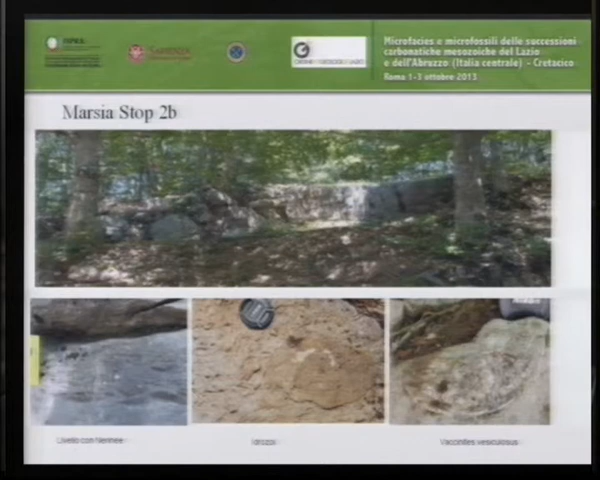 Microfacies e microfossili delle successioni
carbonatiche mesozoiche del Lazio
e dell'Abruzzo (Italia centrale) - Cretacico
Roma 1-3 ottobre 2013
ISPRA
SAPIENZA
Marsia Stop 2b
Livello con Nerinee
Idrozoi
Vaccinites vesiculosus